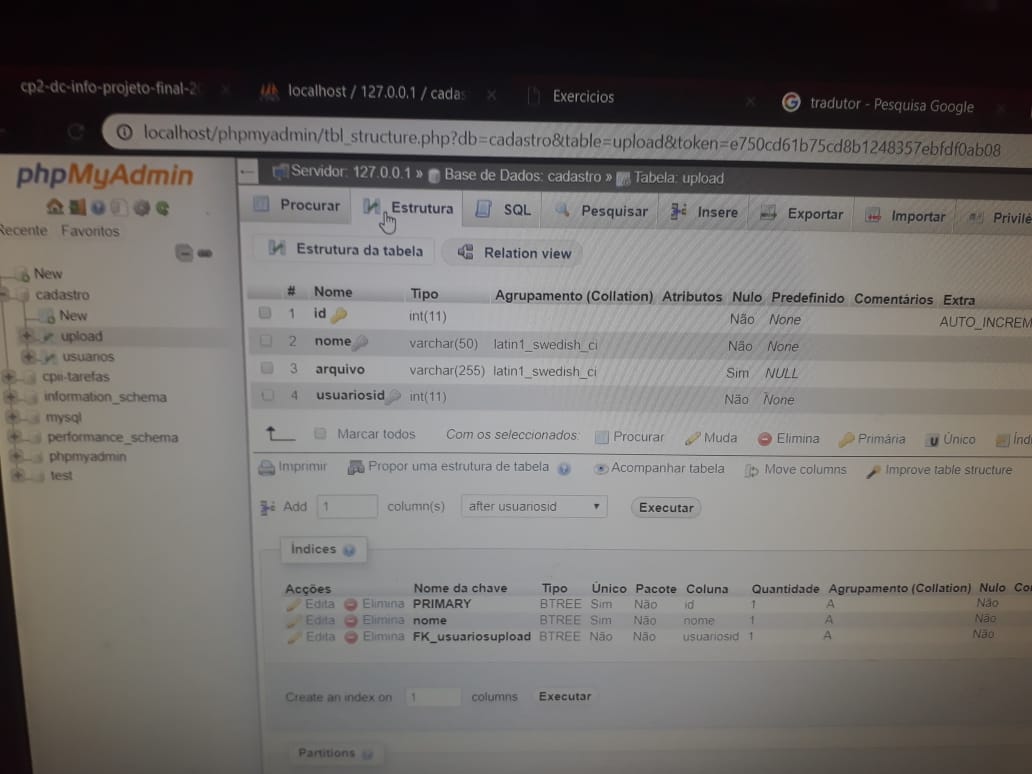 cp2-dc-info-projeto-final-2
localhost / 127.0.0.1 / cadas
Exercicios
tradutor - Pesquisa Google
localhost/phpmyadmin/tbl_structure.php?db=cadastro&table=upload&token=e750cd61b75cd8b1248357ebfdf0ab08
phpMyAdmin
Recente Favoritos
New
cadastro
New
upload
usuarios
cpii-tarefas
information_schema
mysql
performance_schema
phpmyadmin
test
Servidor: 127.0.0.1 » Base de Dados: cadastro » Tabela: upload
Procurar Estrutura SQL Pesquisar Insere Exportar Importar Privilé
Estrutura da tabela Relation view
# Nome Tipo Agrupamento (Collation) Atributos Nulo Predefinido Comentários Extra
1 id int(11) Não None AUTO_INCREM
2 nome varchar(50) latin1_swedish_ci Não None
3 arquivo varchar(255) latin1_swedish_ci Sim NULL
4 usuariosid int(11) Não None
Marcar todos Com os seleccionados: Procurar Muda Elimina Primária Único Índi
Imprimir Propor uma estrutura de tabela Acompanhar tabela Move columns Improve table structure
Add 1 column(s) after usuariosid Executar
Índices
Acções Nome da chave Tipo Único Pacote Coluna Quantidade Agrupamento (Collation) Nulo Co
Edita Elimina PRIMARY BTREE Sim Não id 1 A Não
Edita Elimina nome BTREE Sim Não nome 1 A Não
Edita Elimina FK_usuariosupload BTREE Não Não usuariosid 1 A Não
Create an index on 1 columns Executar
Partitions